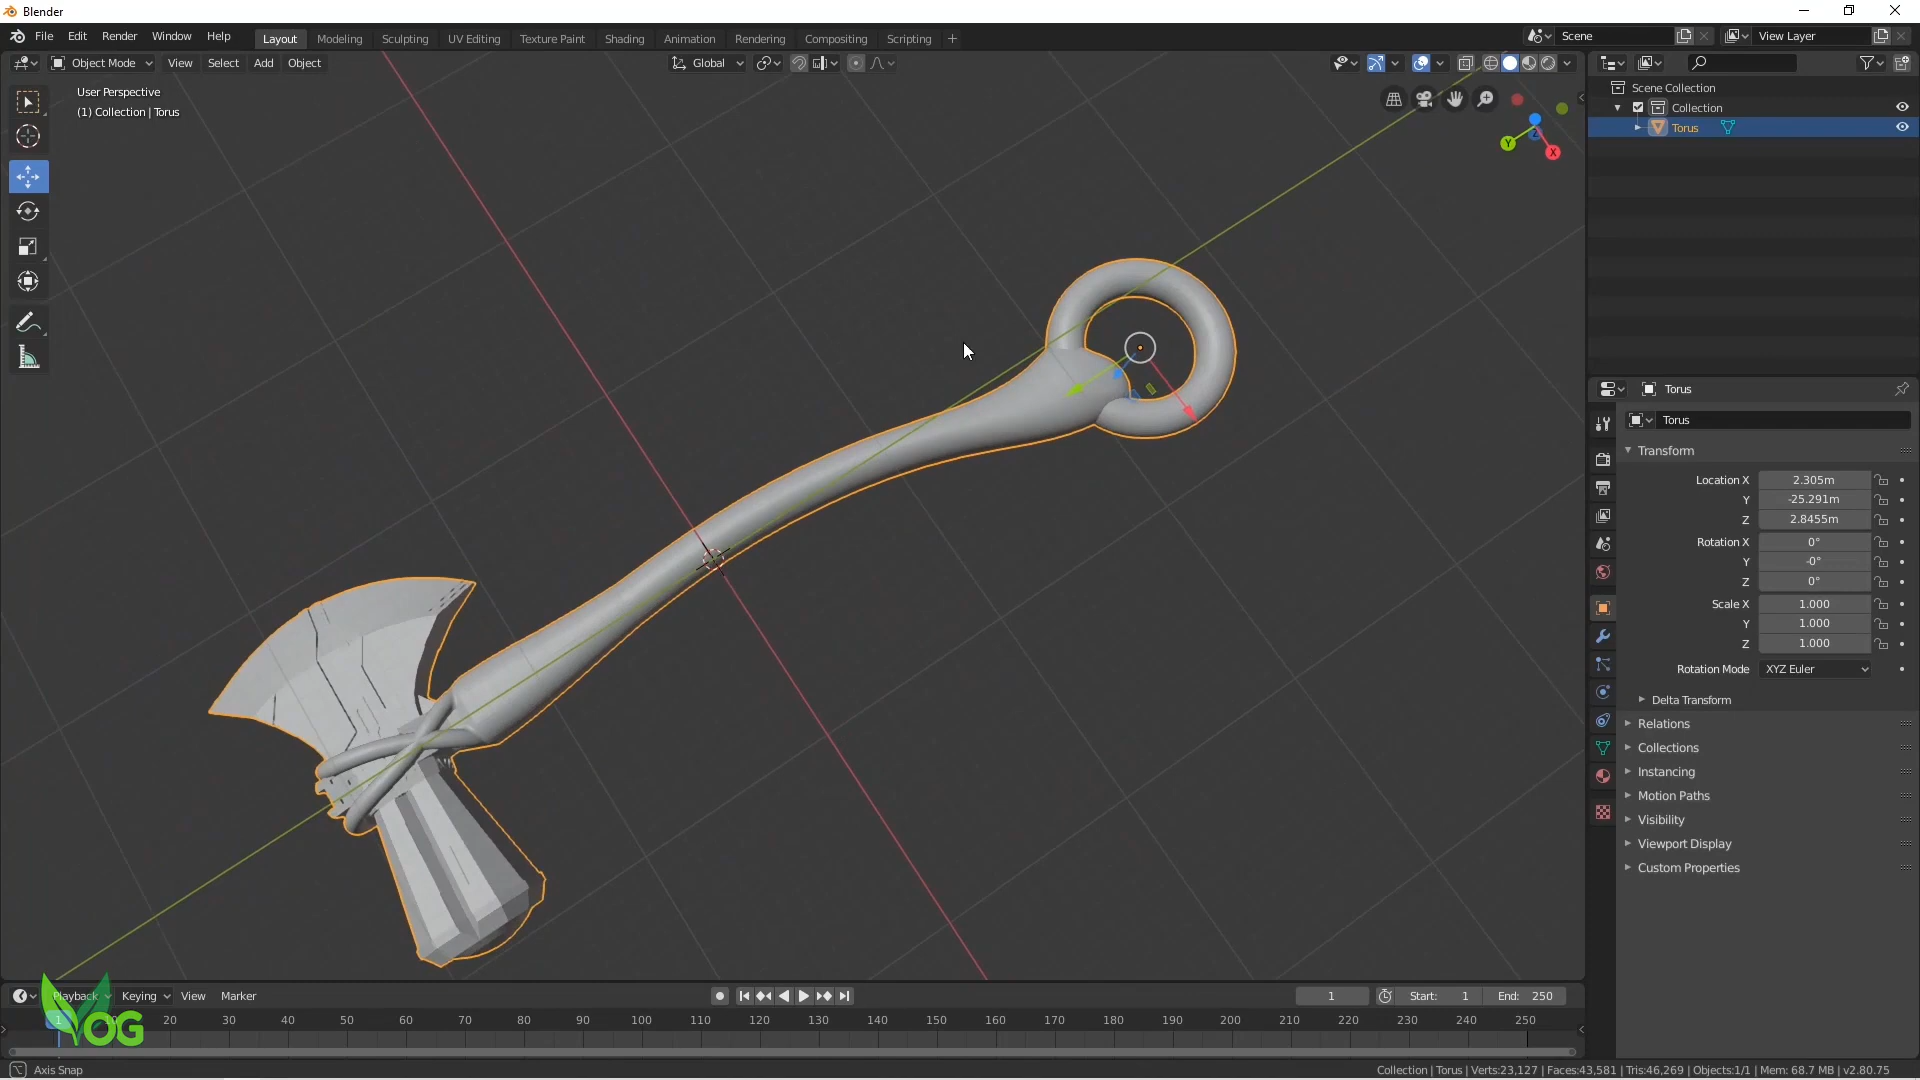 Blender
File Edit Render Window Help
Layout Modeling Sculpting UV Editing Texture Paint Shading Animation Rendering Compositing Scripting +
Scene
View Layer
Object Mode View Select Add Object
Global
User Perspective
(1) Collection | Torus
Y Z X
Scene Collection
Collection
Torus
Torus
Torus
Transform
Location X 2.305m
Y -25.291m
Z 2.8455m
Rotation X 0°
Y -0°
Z 0°
Scale X 1.000
Y 1.000
Z 1.000
Rotation Mode XYZ Euler
Delta Transform
Relations
Collections
Instancing
Motion Paths
Visibility
Viewport Display
Custom Properties
Playback Keying View Marker
1 Start: 1 End: 250
1 20 30 40 50 60 70 80 90 100 110 120 130 140 150 160 170 180 190 200 210 220 230 240 250
YOG
Axis Snap
Collection | Torus | Verts:23,127 | Faces:43,581 | Tris:46,269 | Objects:1/1 | Mem: 68.7 MB | v2.80.75